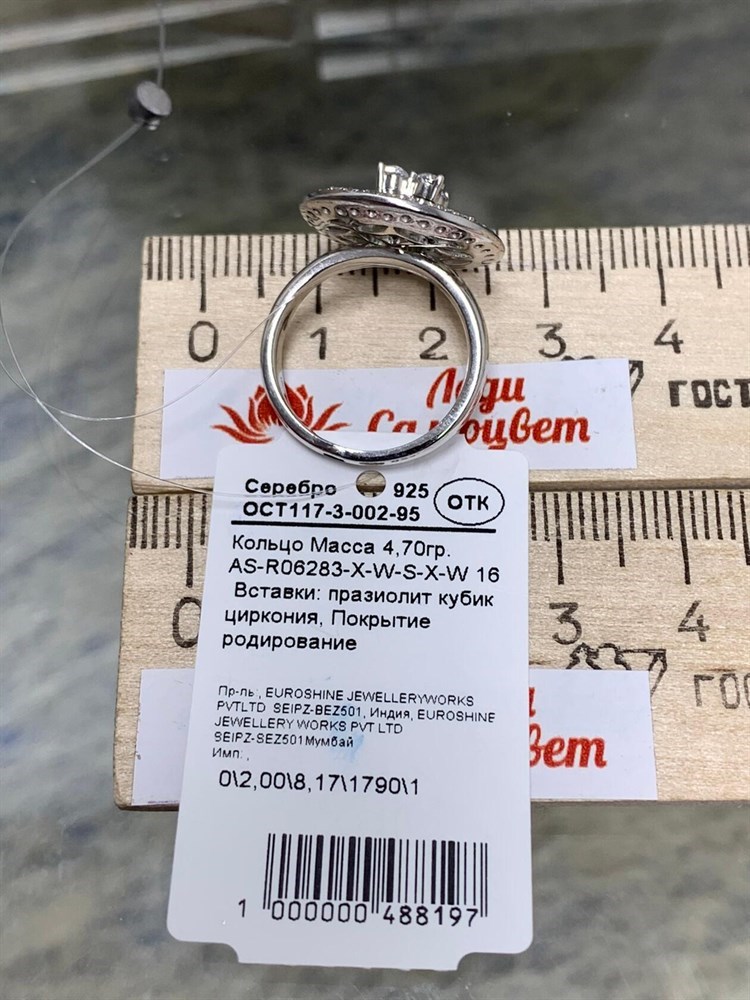 0 1 2 3 4
ГОСТ
Леди
Самоцвет
Серебро 925
ОСТ117-3-002-95
ОТК
Кольцо Масса 4,70гр.
AS-R06283-X-W-S-X-W 16
Вставки: празиолит кубик
циркония, Покрытие
родирование
0 3 4
ГОС
Пр-ль:, EUROSHINE JEWELLERYWORKS
PVTLTD SEIPZ-BEZ501, Индия, EUROSHINE
JEWELLERY WORKS PVT LTD
SEIPZ-SEZ501Мумбай
Имп: ,
вет
0\2,00\8,17\1790\1
1 000000 488197